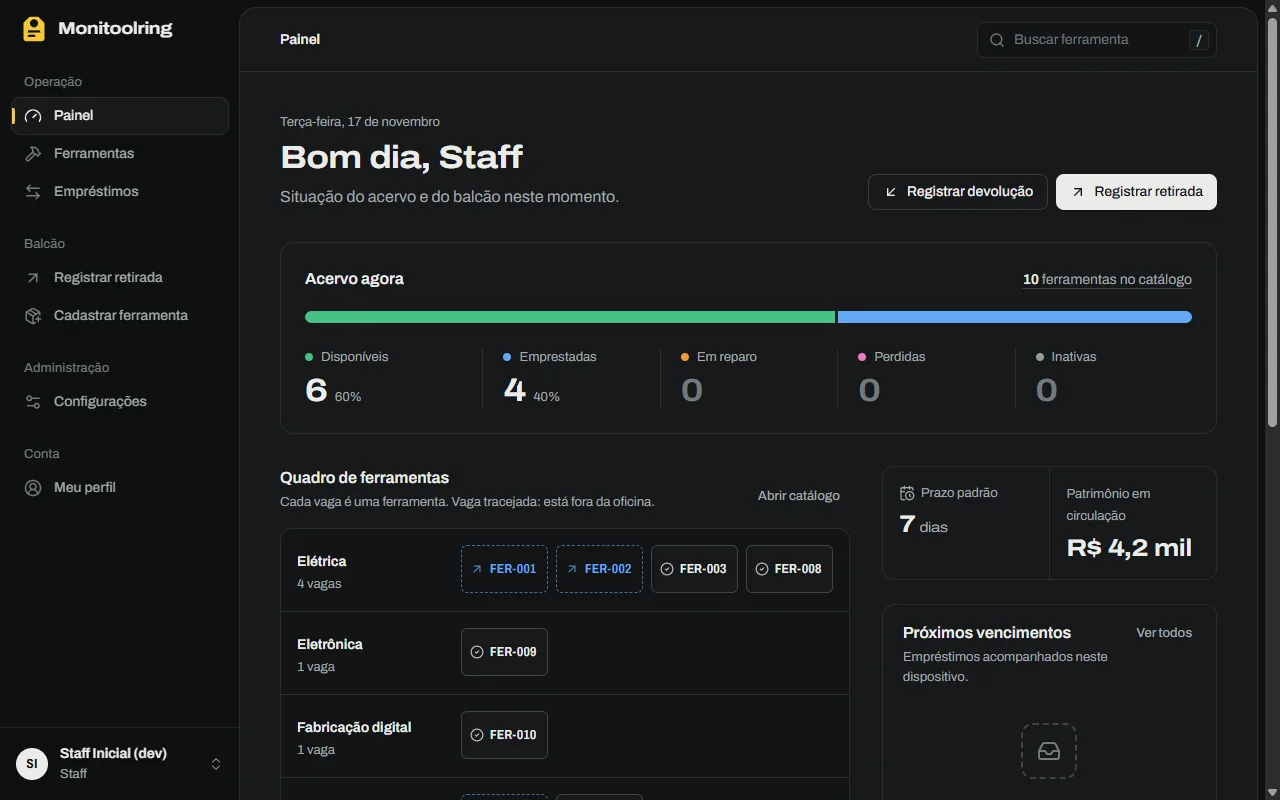 Monitoolring
Operação
Painel
Ferramentas
Empréstimos
Balcão
Registrar retirada
Cadastrar ferramenta
Administração
Configurações
Conta
Meu perfil
SI
Staff Inicial (dev)
Staff
Painel
Buscar ferramenta
/
Terça-feira, 17 de novembro
Bom dia, Staff
Situação do acervo e do balcão neste momento.
Registrar devolução
Registrar retirada
Acervo agora
10 ferramentas no catálogo
Disponíveis
6 60%
Emprestadas
4 40%
Em reparo
0
Perdidas
0
Inativas
0
Quadro de ferramentas
Cada vaga é uma ferramenta. Vaga tracejada: está fora da oficina.
Abrir catálogo
Elétrica
4 vagas
FER-001
FER-002
FER-003
FER-008
Eletrônica
1 vaga
FER-009
Fabricação digital
1 vaga
FER-010
Prazo padrão
7 dias
Patrimônio em
circulação
R$ 4,2 mil
Próximos vencimentos
Ver todos
Empréstimos acompanhados neste
dispositivo.